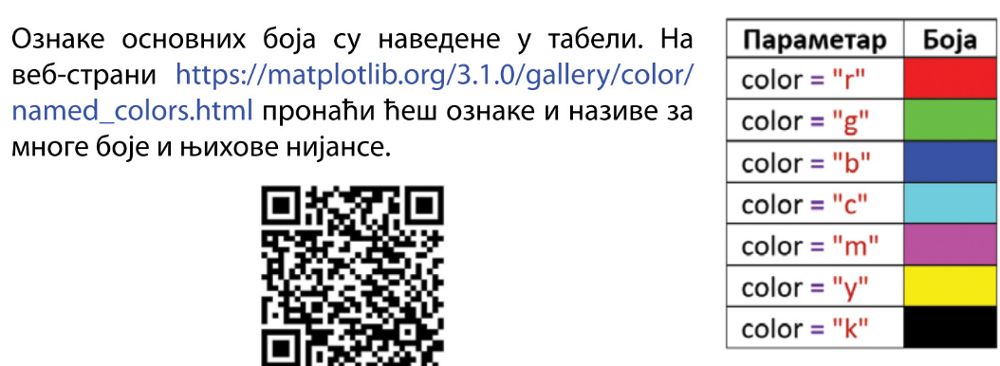 Ознаке основних боја су наведене у табели. На
веб-страни https://matplotlib.org/3.1.0/gallery/color/
named_colors.html пронаћи ћеш ознаке и називе за
многе боје и њихове нијансе.
Параметар Боја
color = "r"
color = "g"
color = "b"
color = "c"
color = "m"
color = "y"
color = "k"